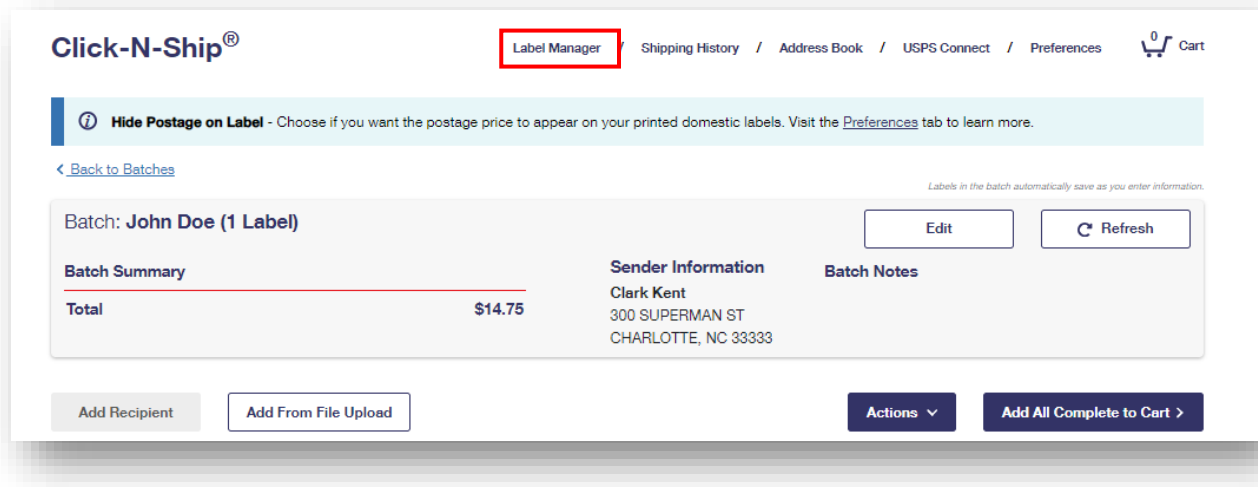 Click-N-Ship®
Label Manager / Shipping History / Address Book / USPS Connect / Preferences 0 Cart
Hide Postage on Label - Choose if you want the postage price to appear on your printed domestic labels. Visit the Preferences tab to learn more.
< Back to Batches
Labels in the batch automatically save as you enter information.
Batch: John Doe (1 Label)
Edit
Refresh
Batch Summary
Total $14.75
Sender Information
Clark Kent
300 SUPERMAN ST
CHARLOTTE, NC 33333
Batch Notes
Add Recipient
Add From File Upload
Actions
Add All Complete to Cart >